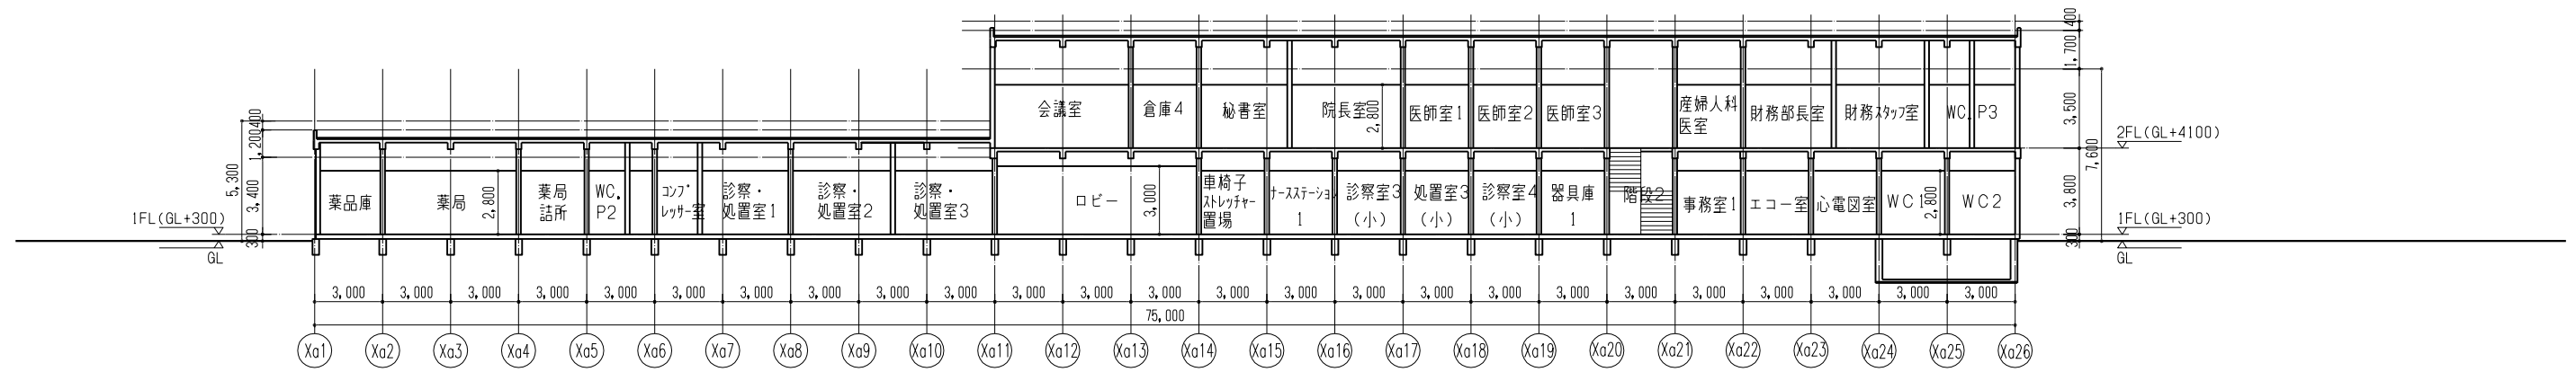 400
1,700
3,500
7,600
3,800
300
2FL(GL+4100)
1FL(GL+300)
GL
会議室
倉庫4
秘書室
院長室
2,800
医師室1
医師室2
医師室3
産婦人科
医室
財務部長室
財務スタッフ室
WC.P3
400
1,200
5,300
3,400
300
1FL(GL+300)
GL
薬品庫
薬局
2,800
薬局
詰所
WC.
P2
コンプ
レッサー室
診察・
処置室1
診察・
処置室2
診察・
処置室3
ロビー
3,000
車椅子
ストレッチャー
置場
ナースステーション
1
診察室3
(小)
処置室3
(小)
診察室4
(小)
器具庫
1
階段2
事務室1
エコー室
心電図室
WC1
2,800
WC2
3,000 3,000 3,000 3,000 3,000 3,000 3,000 3,000 3,000 3,000 3,000 3,000 3,000 3,000 3,000 3,000 3,000 3,000 3,000 3,000 3,000 3,000 3,000 3,000 3,000
75,000
Xa1 Xa2 Xa3 Xa4 Xa5 Xa6 Xa7 Xa8 Xa9 Xa10 Xa11 Xa12 Xa13 Xa14 Xa15 Xa16 Xa17 Xa18 Xa19 Xa20 Xa21 Xa22 Xa23 Xa24 Xa25 Xa26